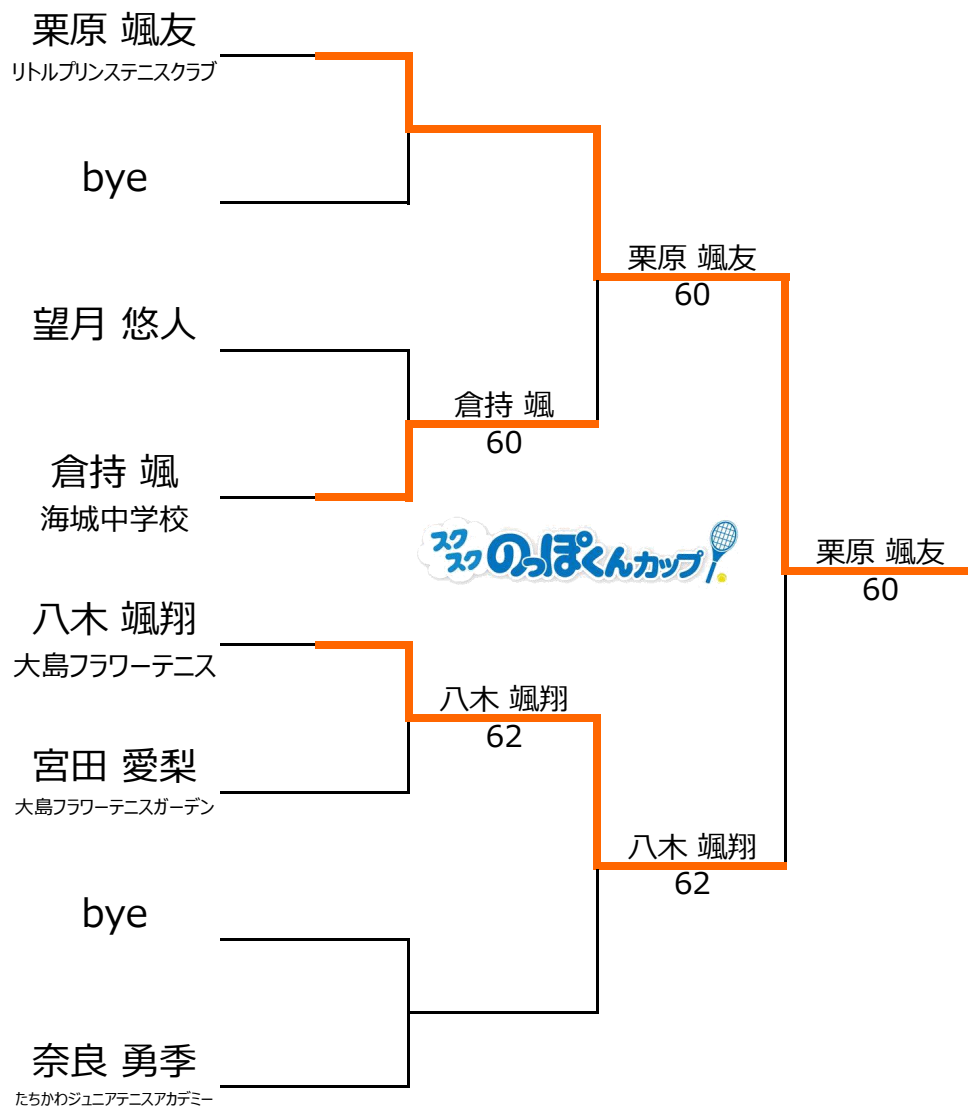 栗原 颯友
リトルプリンステニスクラブ
bye
望月 悠人
倉持 颯
海城中学校
八木 颯翔
大島フラワーテニス
宮田 愛梨
大島フラワーテニスガーデン
bye
奈良 勇季
たちかわジュニアテニスアカデミー
倉持 颯
60
八木 颯翔
62
栗原 颯友
60
八木 颯翔
62
栗原 颯友
60
スクスクのっぽくんカップ